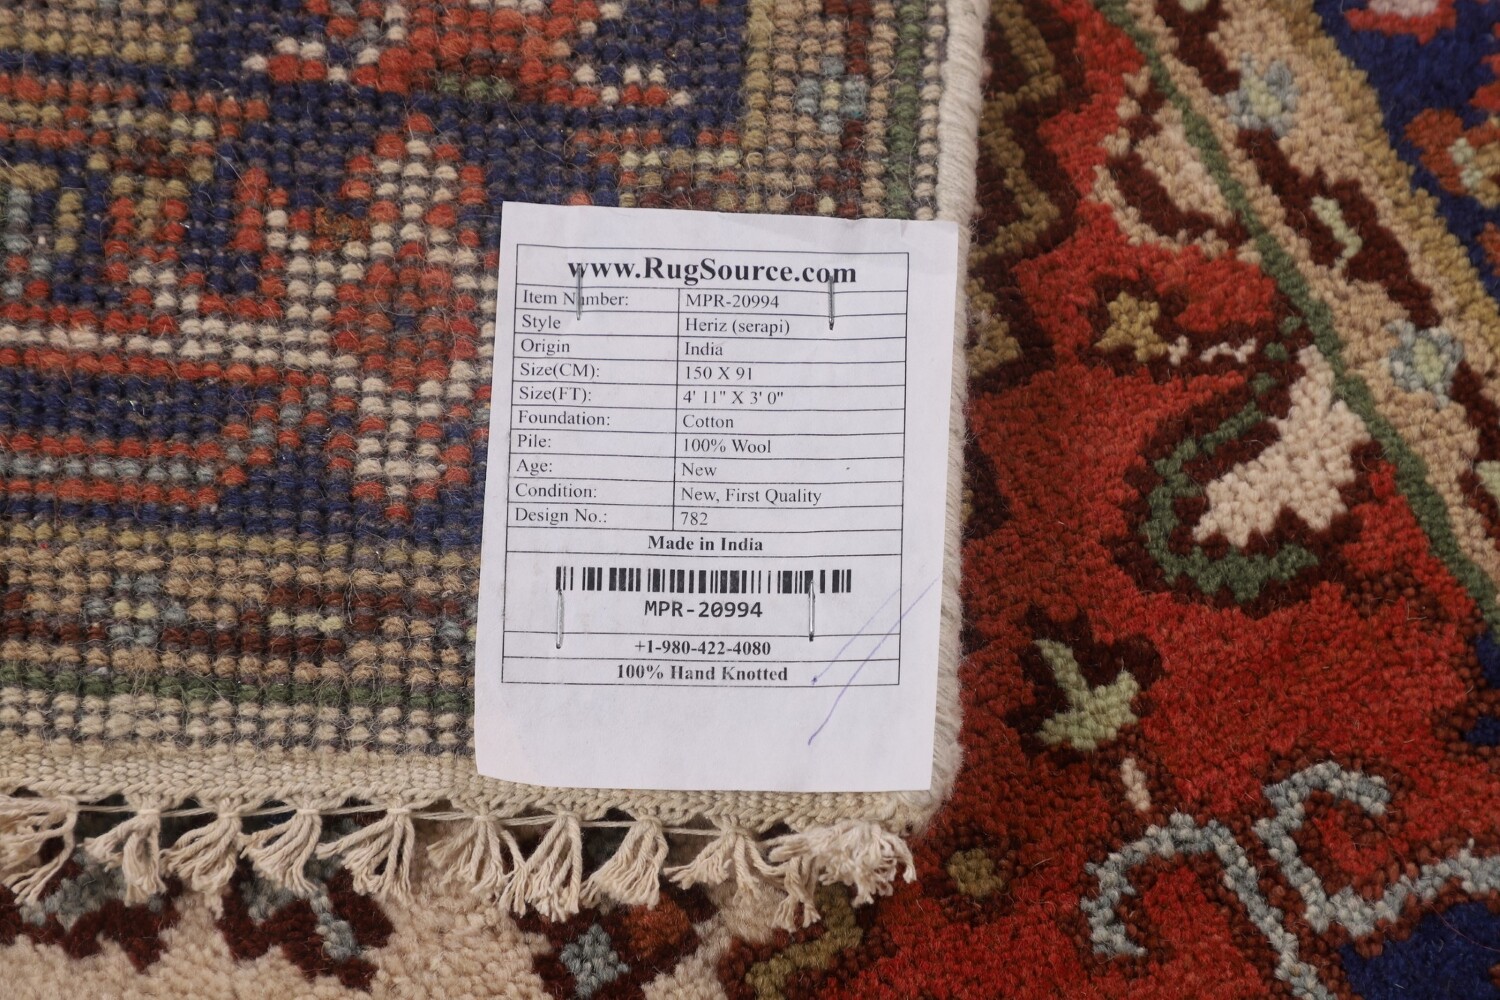 www.RugSource.com
Item Number: MPR-20994
Style Heriz (serapi)
Origin India
Size(CM): 150 X 91
Size(FT): 4' 11" X 3' 0"
Foundation: Cotton
Pile: 100% Wool
Age: New
Condition: New, First Quality
Design No.: 782
Made in India
MPR-20994
+1-980-422-4080
100% Hand Knotted